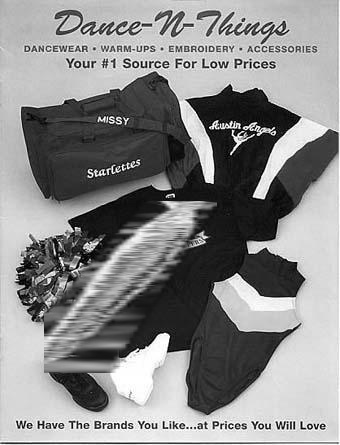 Dance-N-Things
DANCEWEAR • WARM-UPS • EMBROIDERY • ACCESSORIES
Your #1 Source For Low Prices
MISSY
Austin Angels
Starlettes
We Have The Brands You Like...at Prices You Will Love